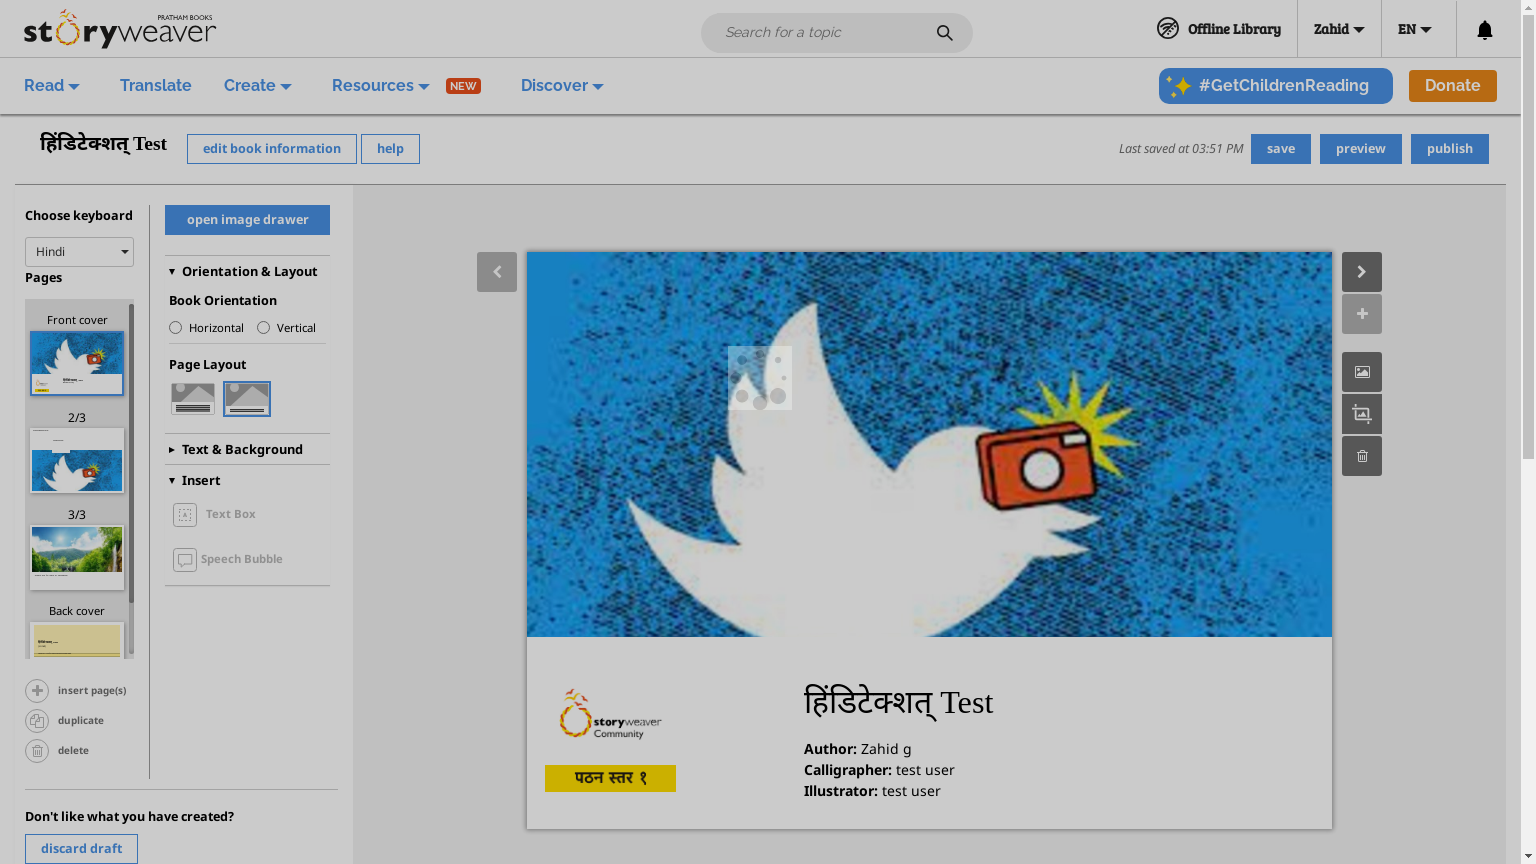 PRATHAM BOOKS
storyweaver
Search for a topic
Offline Library
Zahid
EN
Read
Translate
Create
Resources
NEW
Discover
#GetChildrenReading
Donate
हिंडिटेक्शत् Test
edit book information
help
Last saved at 03:51 PM
save
preview
publish
Choose keyboard
Hindi
Pages
Front cover
2/3
3/3
Back cover
insert page(s)
duplicate
delete
open image drawer
Orientation & Layout
Book Orientation
Horizontal
Vertical
Page Layout
Text & Background
Insert
Text Box
Speech Bubble
Don't like what you have created?
discard draft
storyweaver
Community
पठन स्तर १
हिंडिटेक्शत् Test
Author: Zahid g
Calligrapher: test user
Illustrator: test user